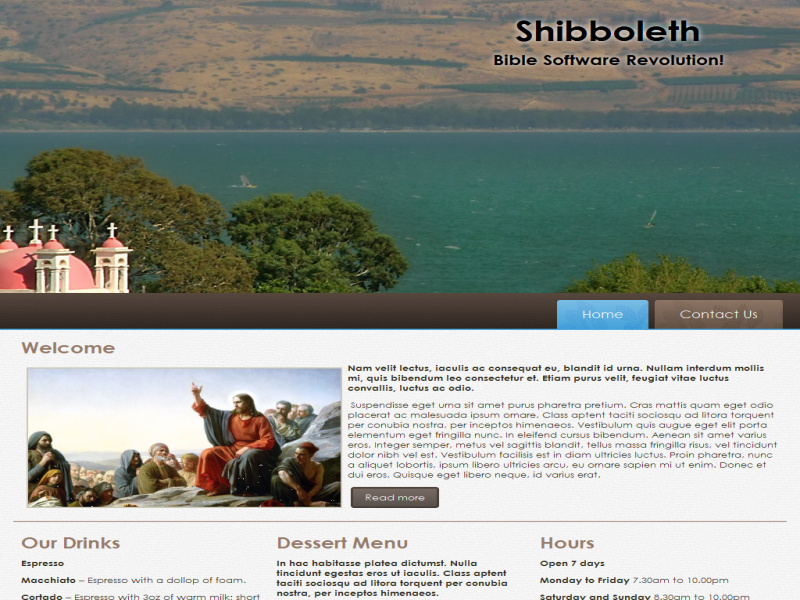 Shibboleth
Bible Software Revolution!
Home
Contact Us
Welcome
Nam velit lectus, iaculis ac consequat eu, blandit id urna. Nullam interdum mollis
mi, quis bibendum leo consectetur et. Etiam purus velit, feugiat vitae luctus
convallis, luctus ac odio.
Suspendisse eget urna sit amet purus pharetra pretium. Cras mattis quam eget odio
placerat ac malesuada ipsum ornare. Class aptent taciti sociosqu ad litora torquent
per conubia nostra, per inceptos himenaeos. Vestibulum quis augue eget elit porta
elementum eget fringilla nunc. In eleifend cursus bibendum. Aenean sit amet varius
eros. Integer semper, metus vel sagittis blandit, tellus massa fringilla risus, vel tincidunt
dolor nibh vel est. Vestibulum facilisis est in diam ultricies luctus. Proin pharetra, nunc
a aliquet lobortis, ipsum libero ultricies arcu, eu ornare sapien mi ut enim. Donec et
dui eros. Quisque eget libero neque, id varius erat.
Read more
Our Drinks
Espresso
Macchiato – Espresso with a dollop of foam.
Cortado – Espresso with 3oz of warm milk; short
Dessert Menu
In hac habitasse platea dictumst. Nulla
tincidunt egestas eros ut iaculis. Class aptent
taciti sociosqu ad litora torquent per conubia
nostra, per inceptos himenaeos.
Hours
Open 7 days
Monday to Friday 7.30am to 10.00pm
Saturday and Sunday 8.30am to 10.00pm